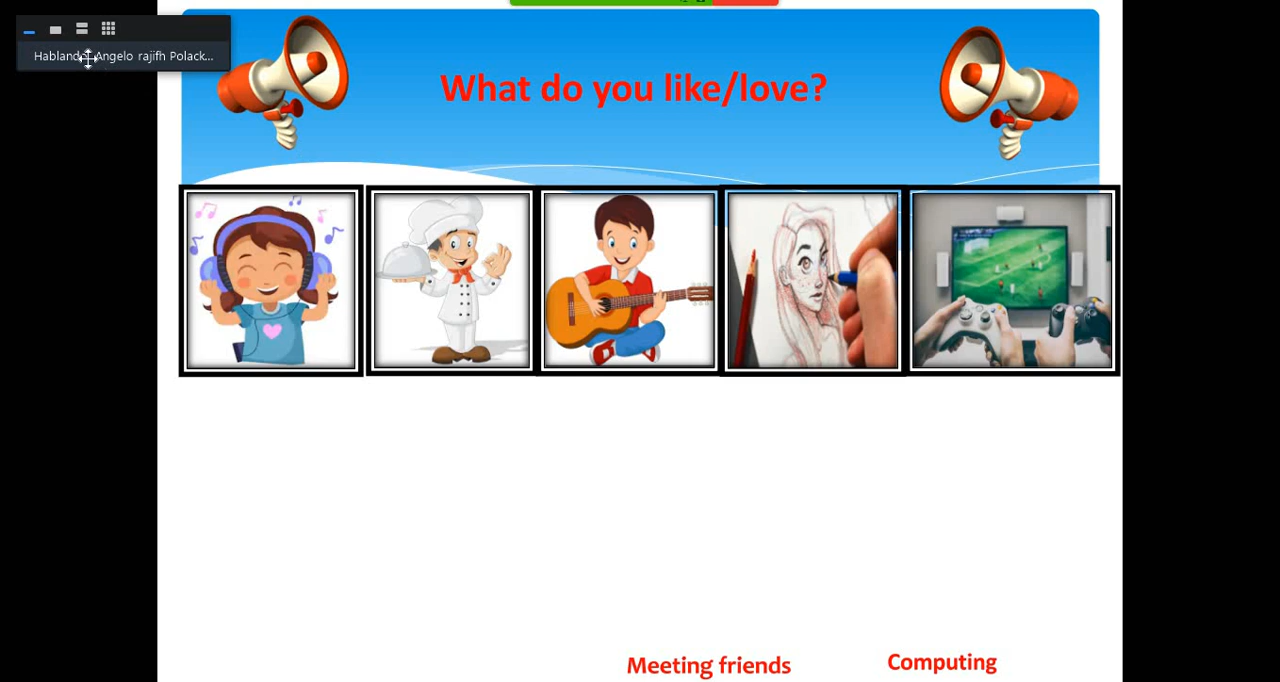 Hablando: Angelo rajifh Polack...
What do you like/love?
Meeting friends
Computing